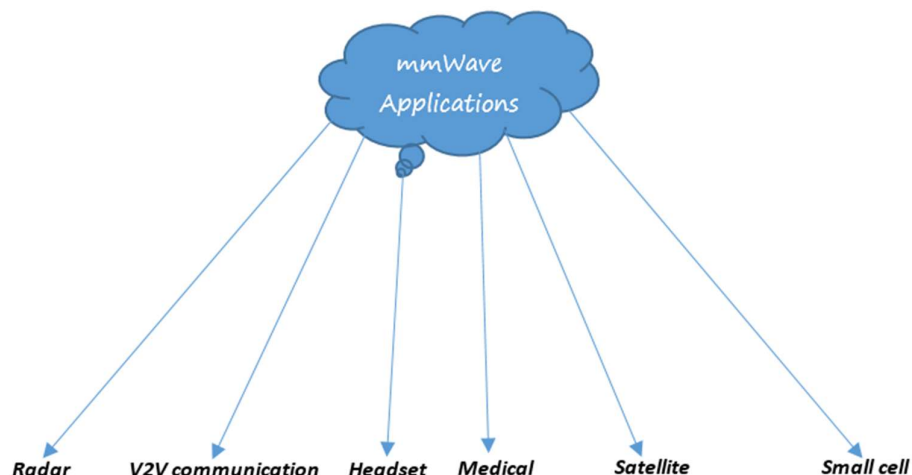 mmWave
Applications
Radar V2V communication Headset Medical Satellite Small cell